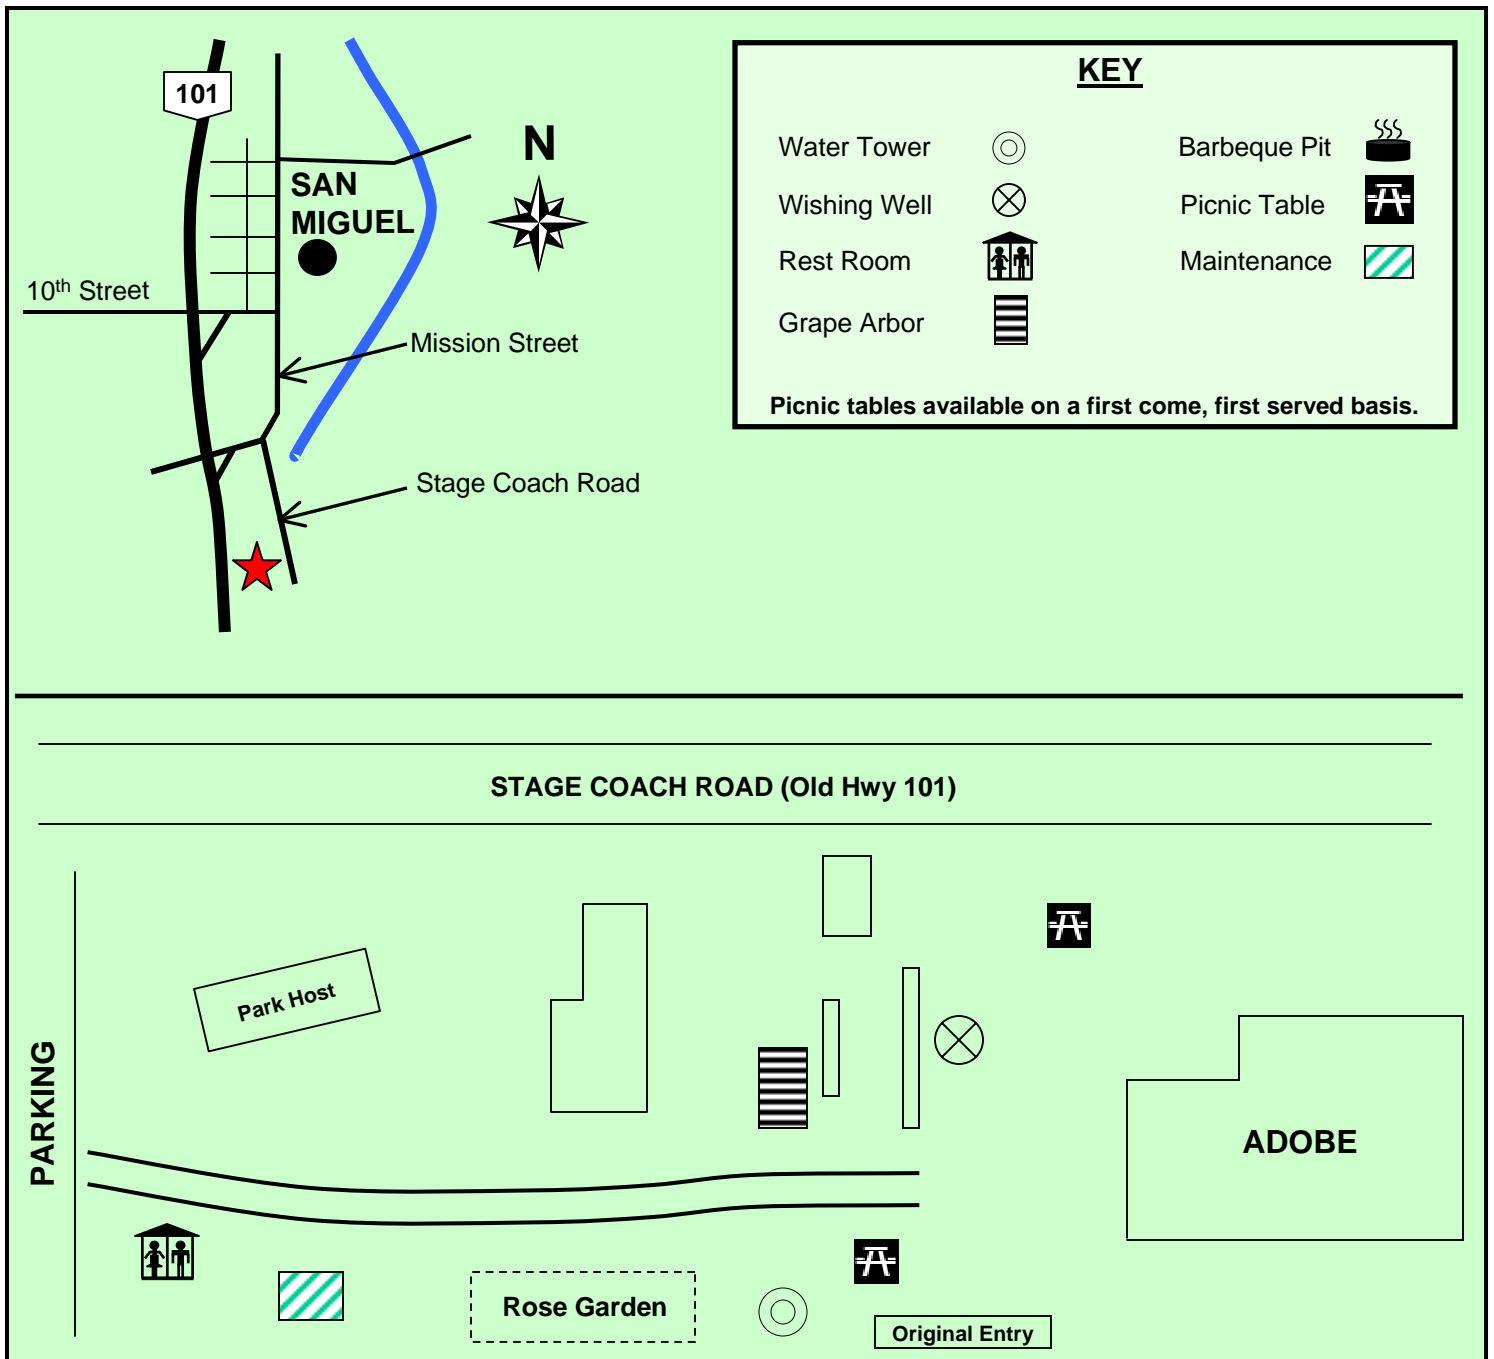 101
N
SAN
MIGUEL
10th Street
Mission Street
Stage Coach Road
KEY
Water Tower
Barbeque Pit
Wishing Well
Picnic Table
Rest Room
Maintenance
Grape Arbor
Picnic tables available on a first come, first served basis.
STAGE COACH ROAD (Old Hwy 101)
Park Host
PARKING
ADOBE
Rose Garden
Original Entry